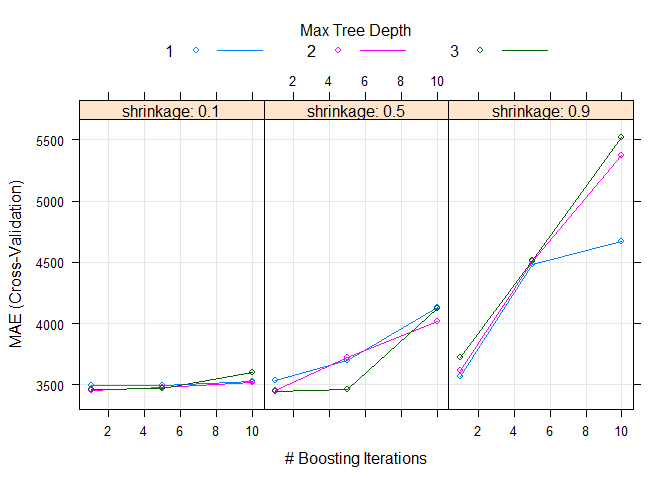 Max Tree Depth
1 2 3
2 4 6 8 10
shrinkage: 0.1 shrinkage: 0.5 shrinkage: 0.9
5500
5000
4500
4000
3500
MAE (Cross-Validation)
2 4 6 8 10 2 4 6 8 10
# Boosting Iterations